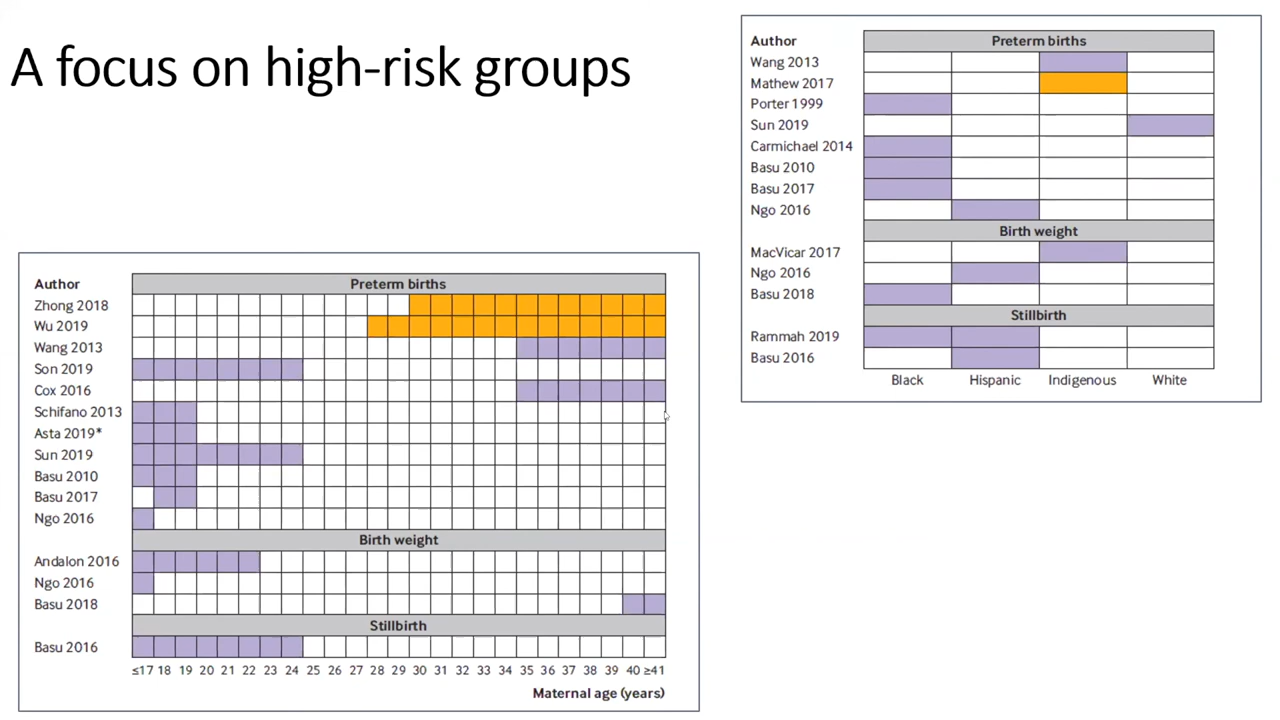 A focus on high-risk groups
Author Preterm births
Wang 2013
Mathew 2017
Porter 1999
Sun 2019
Carmichael 2014
Basu 2010
Basu 2017
Ngo 2016
Birth weight
MacVicar 2017
Ngo 2016
Basu 2018
Stillbirth
Rammah 2019
Basu 2016
Black Hispanic Indigenous White
Author Preterm births
Zhong 2018
Wu 2019
Wang 2013
Son 2019
Cox 2016
Schifano 2013
Asta 2019*
Sun 2019
Basu 2010
Basu 2017
Ngo 2016
Birth weight
Andalon 2016
Ngo 2016
Basu 2018
Stillbirth
Basu 2016
≤17 18 19 20 21 22 23 24 25 26 27 28 29 30 31 32 33 34 35 36 37 38 39 40 ≥41
Maternal age (years)